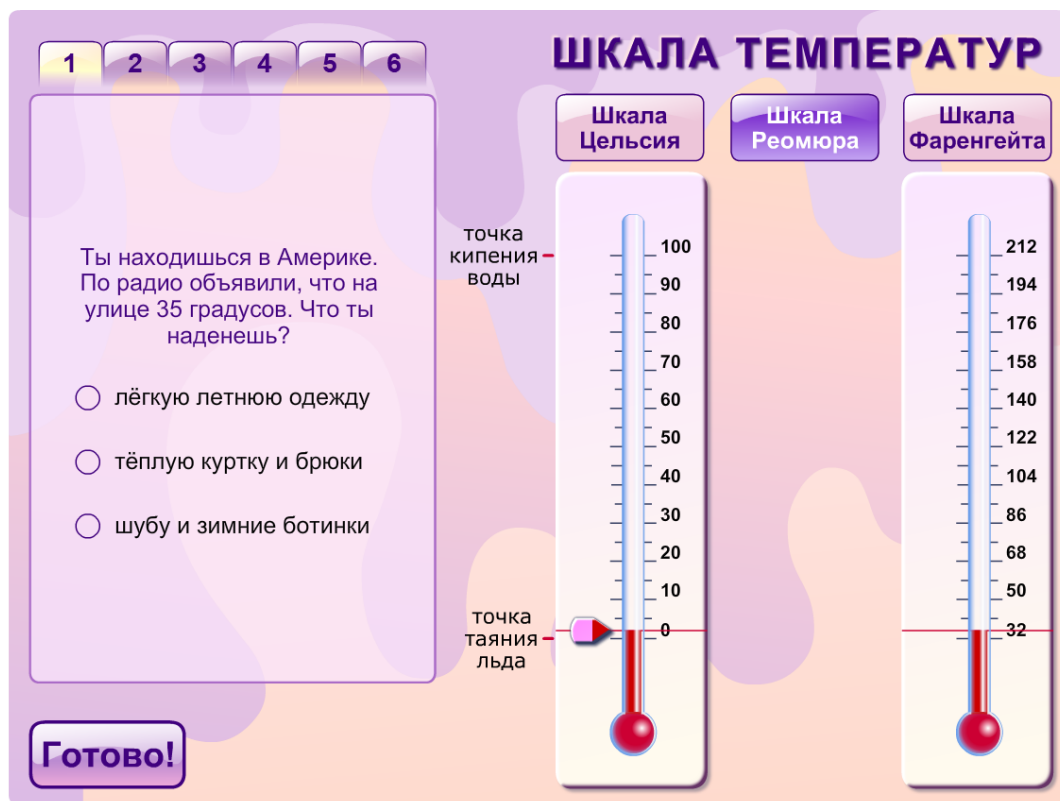 1 2 3 4 5 6
ШКАЛА ТЕМПЕРАТУР
Ты находишься в Америке.
По радио объявили, что на
улице 35 градусов. Что ты
наденешь?
лёгкую летнюю одежду
тёплую куртку и брюки
шубу и зимние ботинки
Готово!
Шкала
Цельсия
Шкала
Реомюра
Шкала
Фаренгейта
точка
кипения
воды
точка
таяния
льда
100
90
80
70
60
50
40
30
20
10
0
212
194
176
158
140
122
104
86
68
50
32